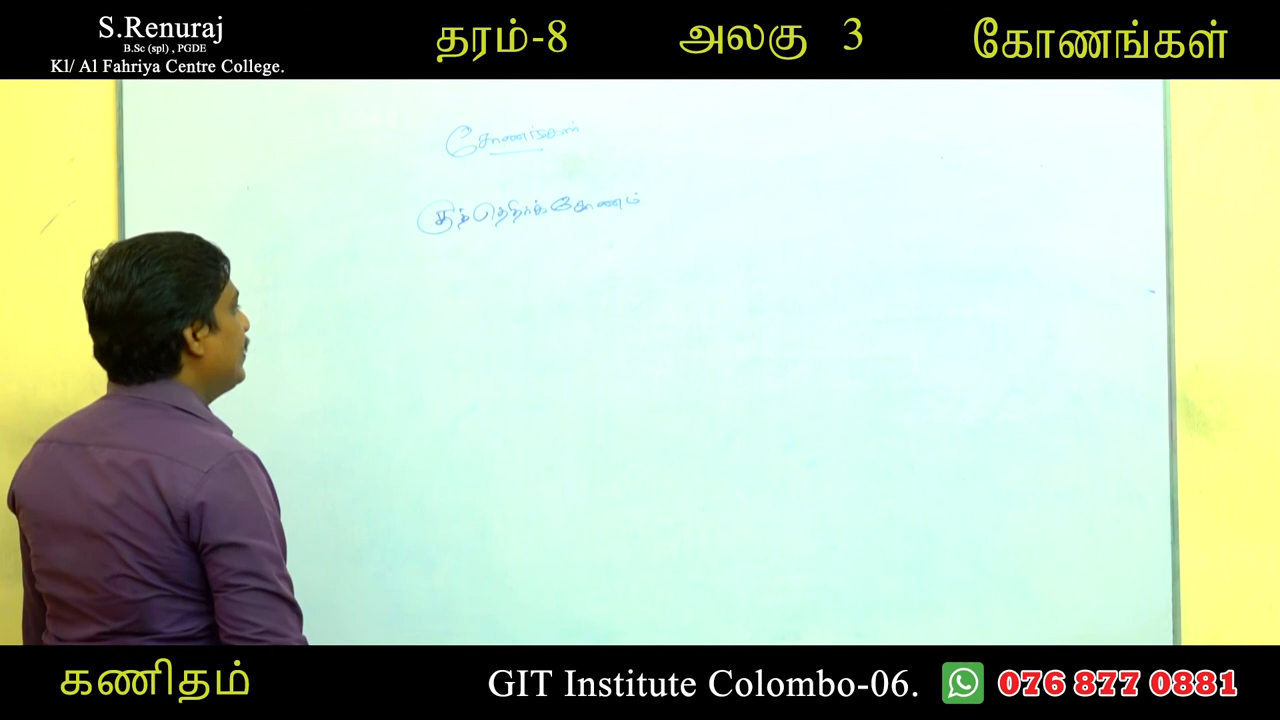 S.Renuraj
B.Sc (spl) , PGDE
Kl/ Al Fahriya Centre College.
தரம்-8 அலகு 3 கோணங்கள்
கோணங்கள்
குத்தெதிர்க்கோணம்
கணிதம்
GIT Institute Colombo-06.
076 877 0881